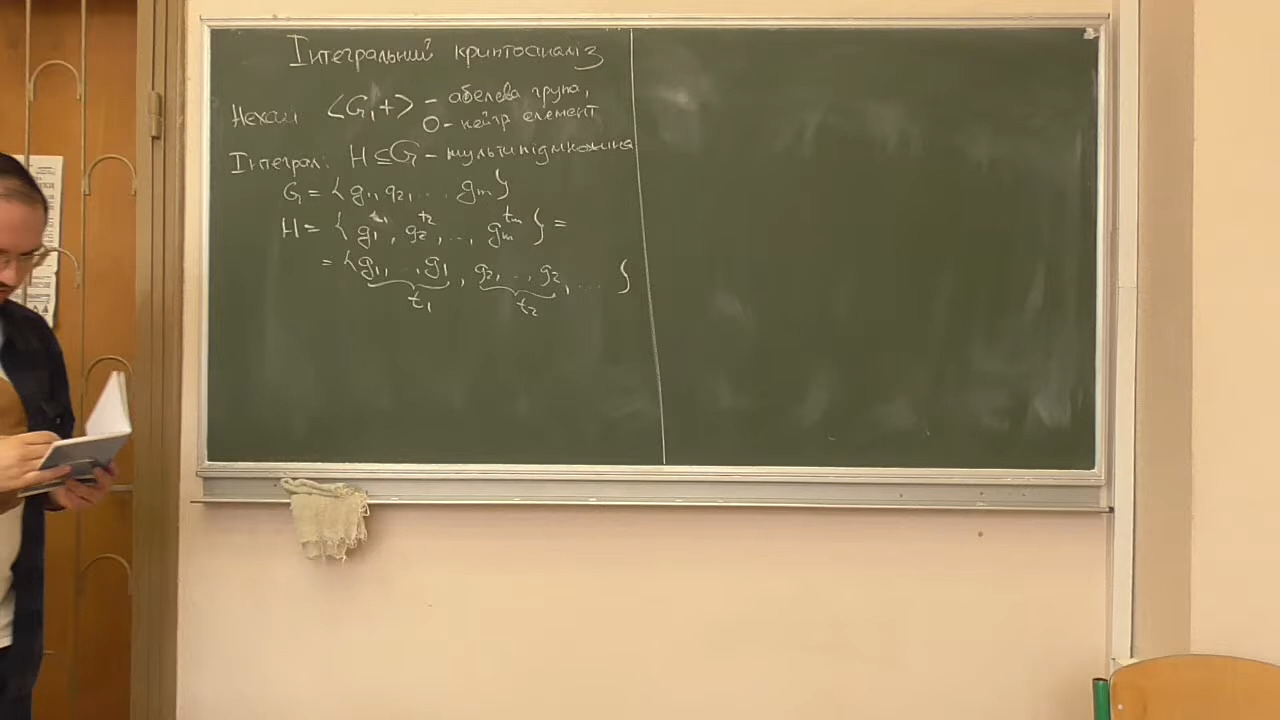 Інтегральний криптоаналіз
Нехай ⟨G,+⟩ – абелева група,
0 – нейтр елемент
Інтеграл: H ⊆ G – мультипідмножина
G = {g₁, g₂, ... gₘ}
H = {g₁^t₁, g₂^t₂, ..., gₘ^tₘ} =
= {g₁, .., g₁, g₂, .., g₂, ... }
t₁ t₂